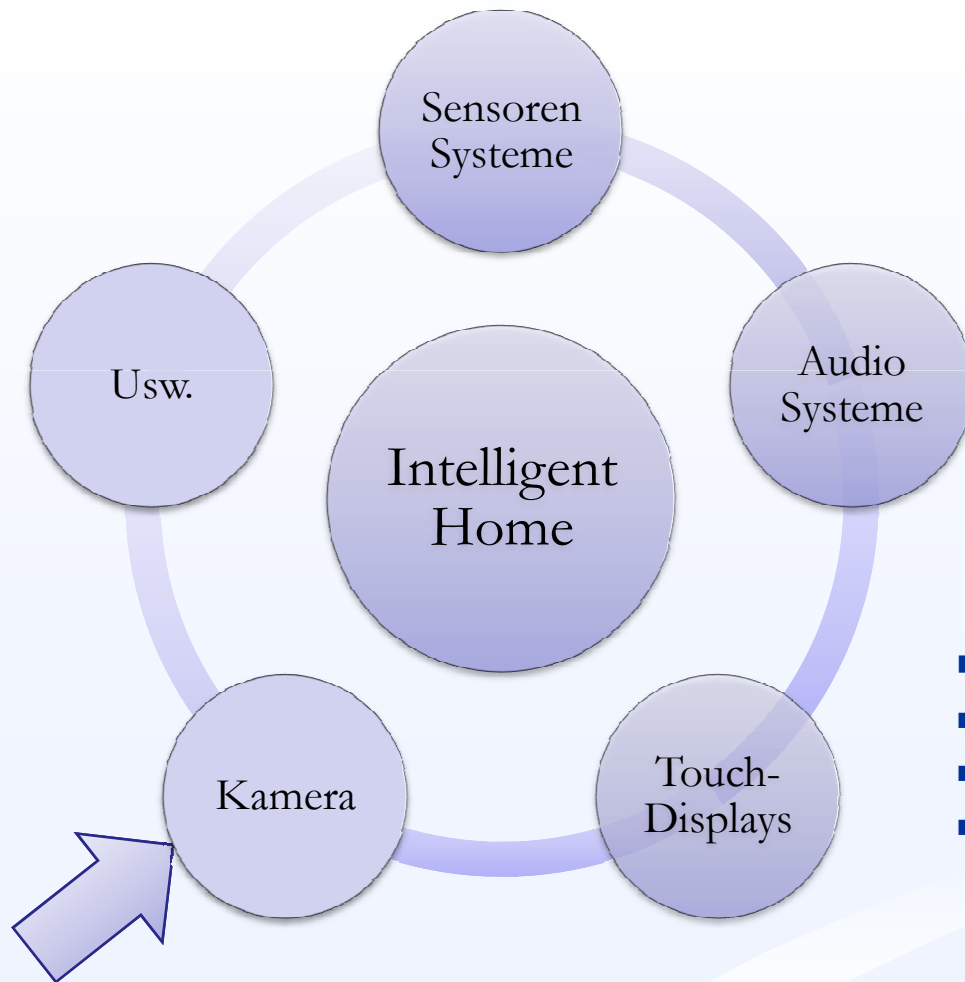 Sensoren
Systeme
Usw.
Audio
Systeme
Intelligent
Home
Kamera
Touch-
Displays